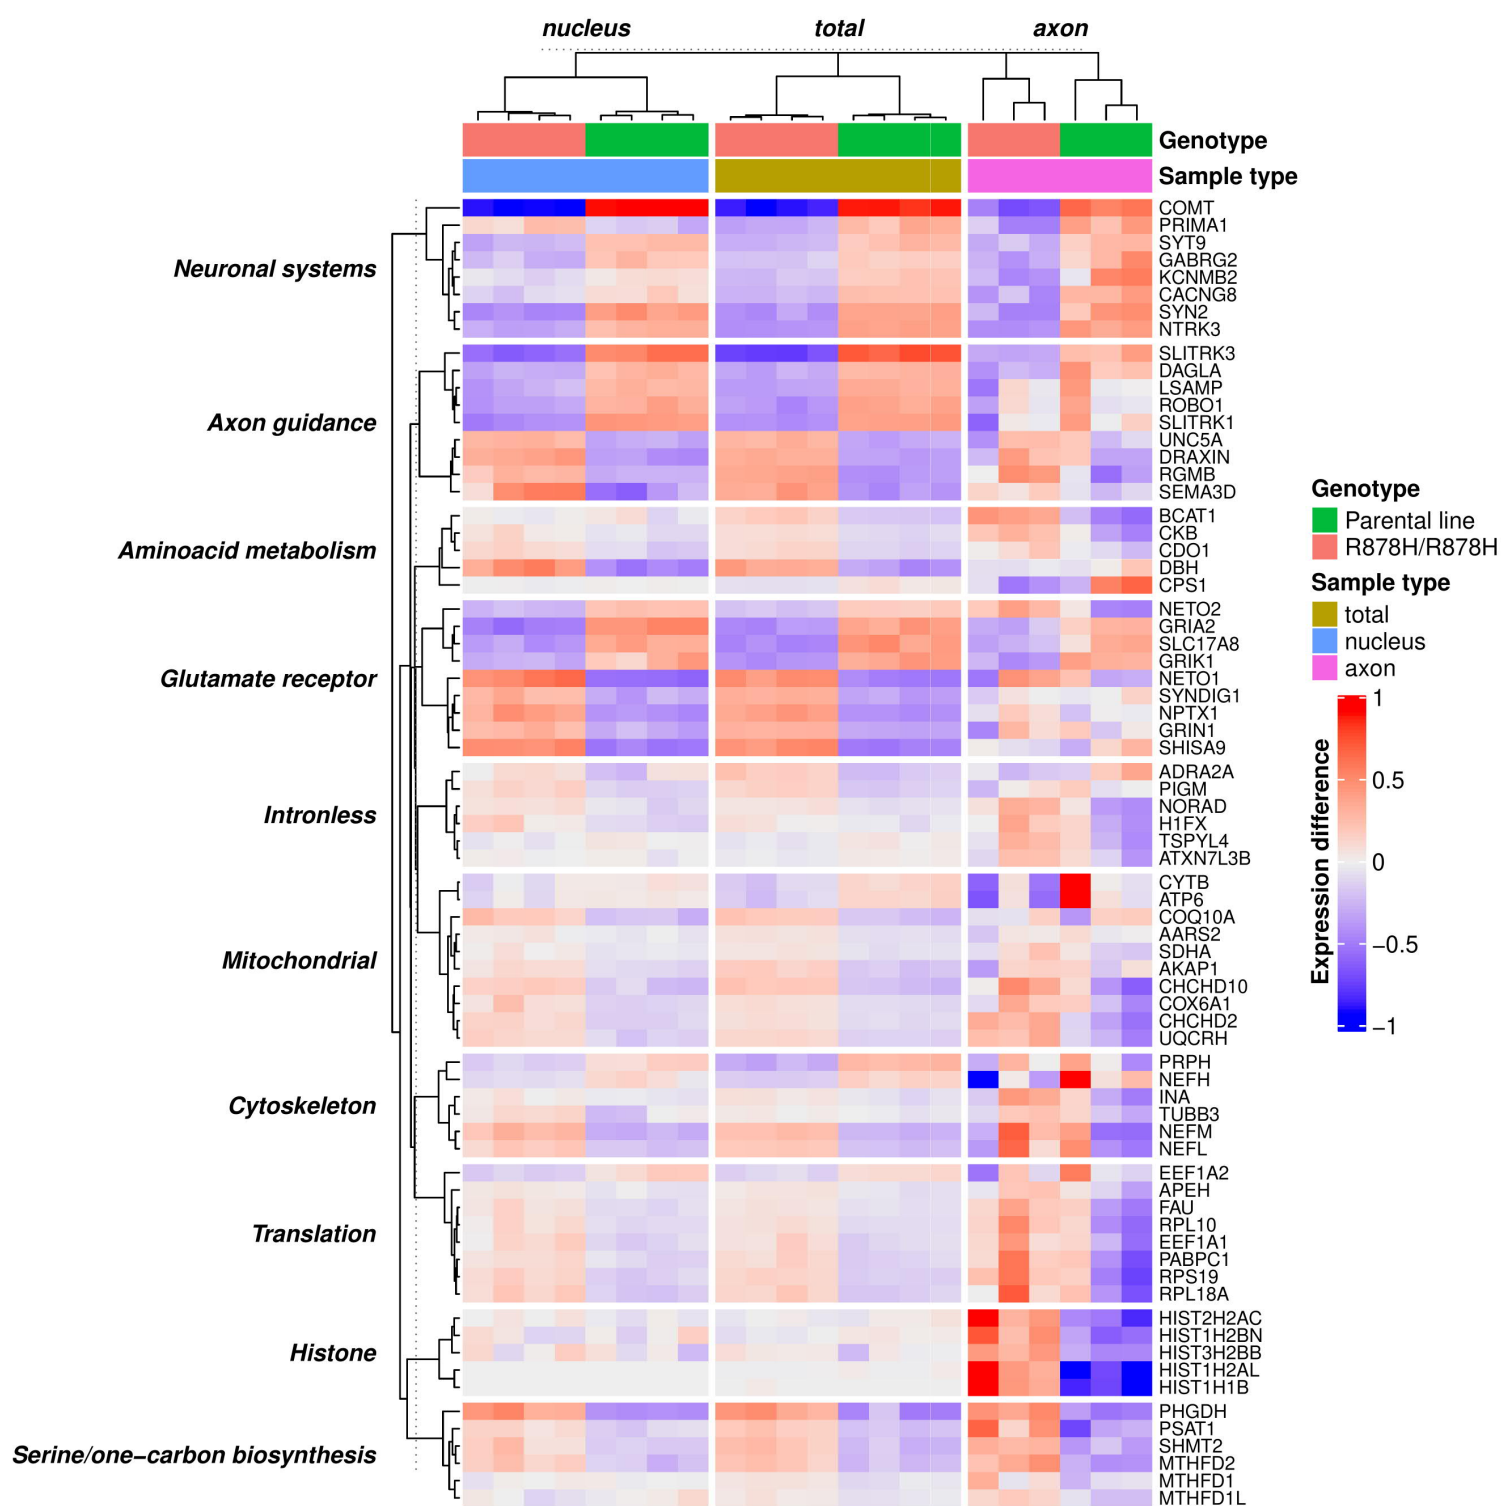 nucleus total axon
Genotype
Sample type
Neuronal systems
COMT
PRIMA1
SYT9
GABRG2
KCNMB2
CACNG8
SYN2
NTRK3
Axon guidance
SLITRK3
DAGLA
LSAMP
ROBO1
SLITRK1
UNC5A
DRAXIN
RGMB
SEMA3D
Aminoacid metabolism
BCAT1
CKB
CDO1
DBH
CPS1
Glutamate receptor
NETO2
GRIA2
SLC17A8
GRIK1
NETO1
SYNDIG1
NPTX1
GRIN1
SHISA9
Intronless
ADRA2A
PIGM
NORAD
H1FX
TSPYL4
ATXN7L3B
Mitochondrial
CYTB
ATP6
COQ10A
AARS2
SDHA
AKAP1
CHCHD10
COX6A1
CHCHD2
UQCRH
Cytoskeleton
PRPH
NEFH
INA
TUBB3
NEFM
NEFL
Translation
EEF1A2
APEH
FAU
RPL10
EEF1A1
PABPC1
RPS19
RPL18A
Histone
HIST2H2AC
HIST1H2BN
HIST3H2BB
HIST1H2AL
HIST1H1B
Serine/one−carbon biosynthesis
PHGDH
PSAT1
SHMT2
MTHFD2
MTHFD1
MTHFD1L
Genotype
Parental line
R878H/R878H
Sample type
total
nucleus
axon
Expression difference
1
0.5
0
−0.5
−1